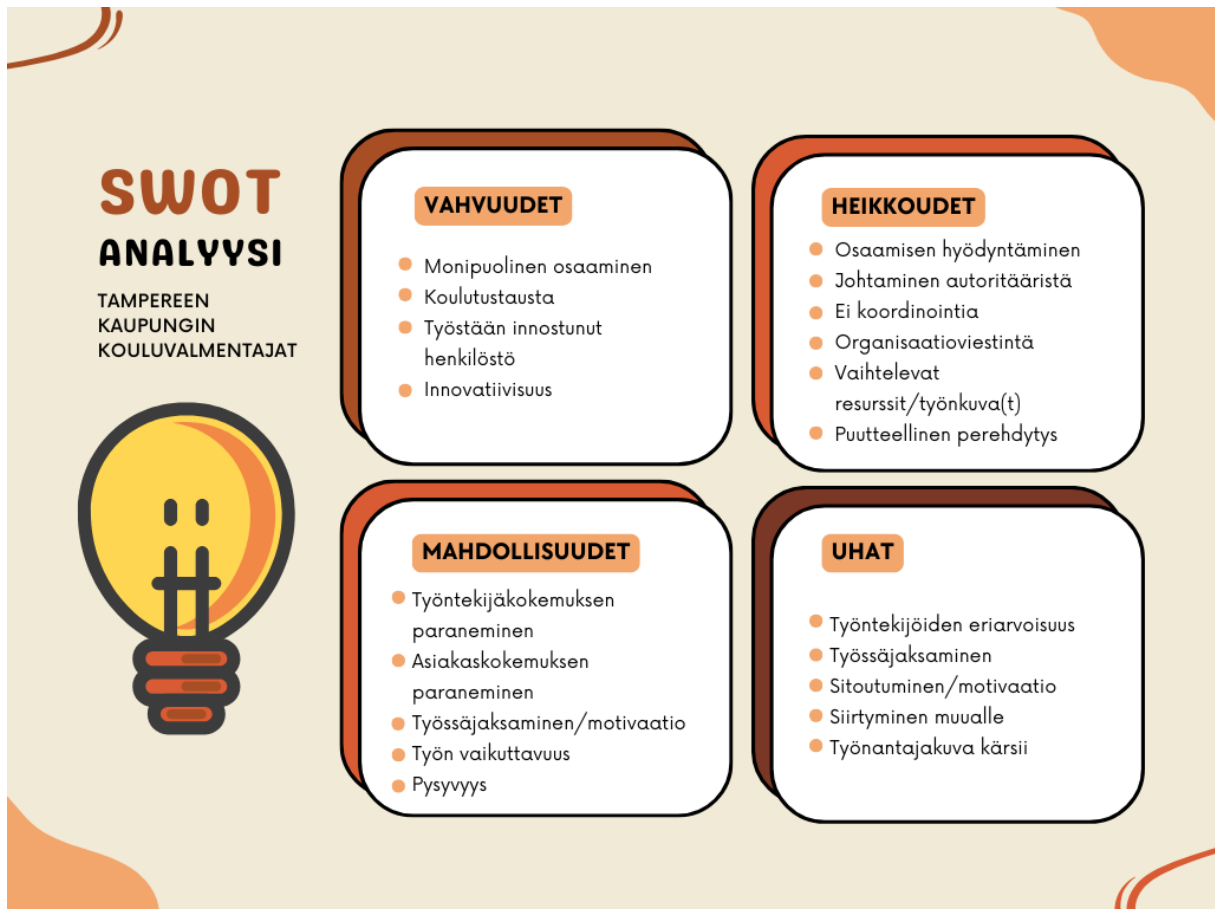 SWOT
ANALYYSI
TAMPEREEN
KAUPUNGIN
KOULUVALMENTAJAT
VAHVUUDET
Monipuolinen osaaminen
Koulutustausta
Työstään innostunut
henkilöstö
Innovatiivisuus
HEIKKOUDET
Osaamisen hyödyntäminen
Johtaminen autoritääristä
Ei koordinointia
Organisaatioviestintä
Vaihtelevat
resurssit/työnkuva(t)
Puutteellinen perehdytys
MAHDOLLISUUDET
Työntekijäkokemuksen
paraneminen
Asiakaskokemuksen
paraneminen
Työssäjaksaminen/motivaatio
Työn vaikuttavuus
Pysyvyys
UHAT
Työntekijöiden eriarvoisuus
Työssäjaksaminen
Sitoutuminen/motivaatio
Siirtyminen muualle
Työnantajakuva kärsii